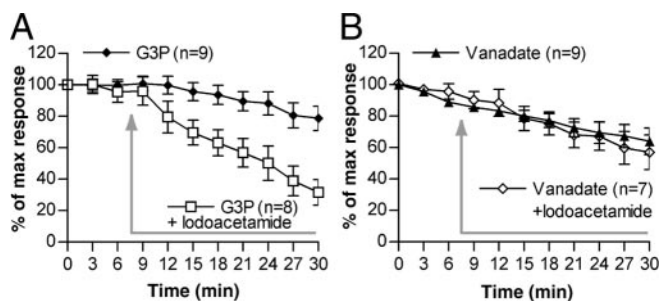 A
G3P (n=9)
% of max response
120
100
80
60
40
20
0
G3P (n=8)
+ Iodoacetamide
0 3 6 9 12 15 18 21 24 27 30
Time (min)
B
Vanadate (n=9)
% of max response
120
100
80
60
40
20
0
Vanadate (n=7)
+Iodoacetamide
0 3 6 9 12 15 18 21 24 27 30
Time (min)